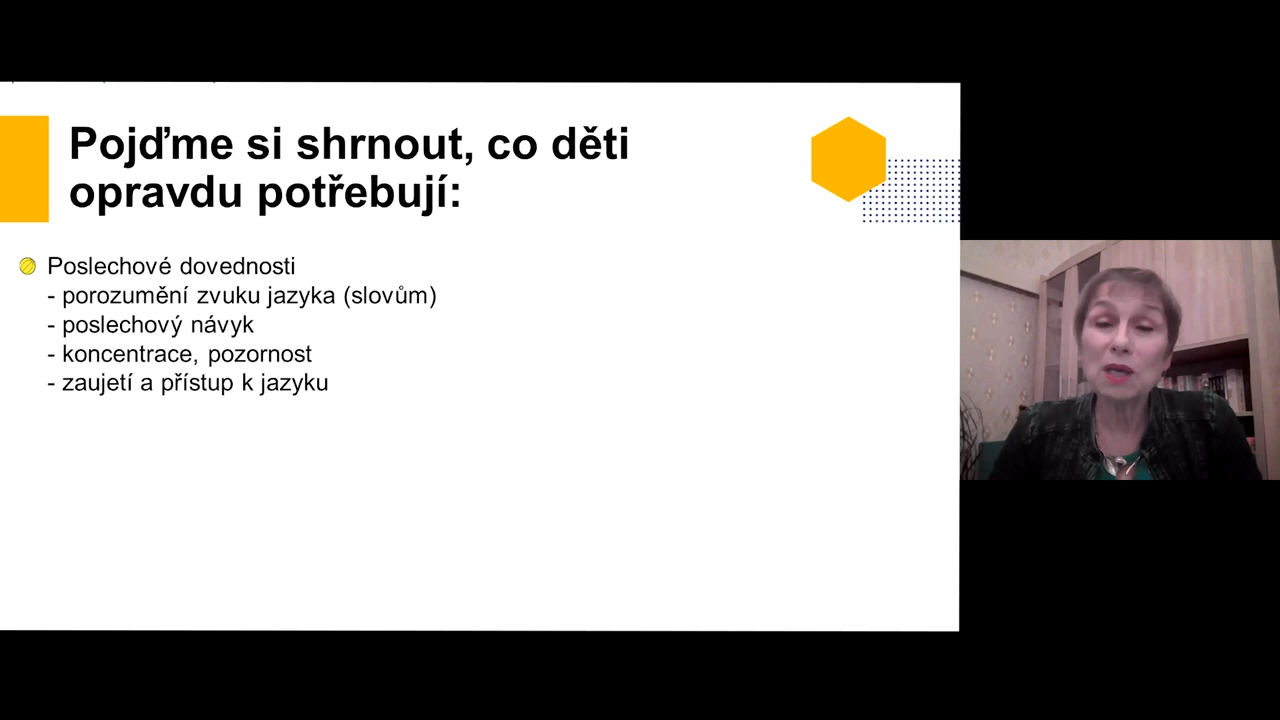 Pojďme si shrnout, co děti
opravdu potřebují:
Poslechové dovednosti
- porozumění zvuku jazyka (slovům)
- poslechový návyk
- koncentrace, pozornost
- zaujetí a přístup k jazyku